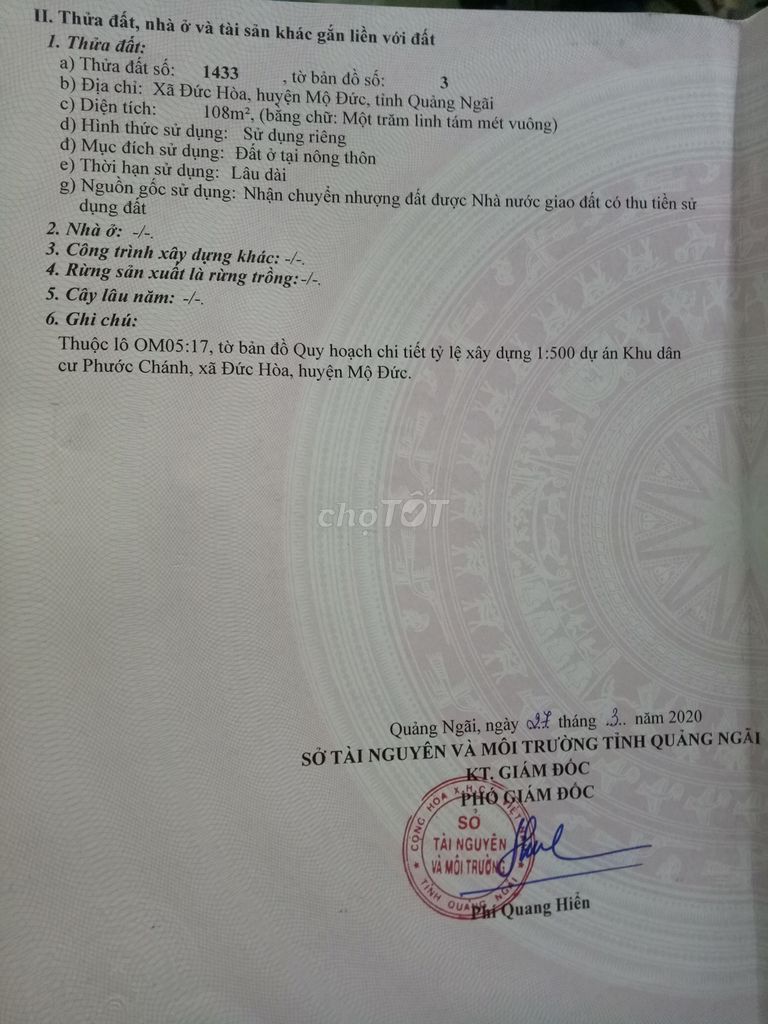 II. Thửa đất, nhà ở và tài sản khác gắn liền với đất
1. Thửa đất:
a) Thửa đất số: 1433 , tờ bản đồ số: 3
b) Địa chỉ: Xã Đức Hòa, huyện Mộ Đức, tỉnh Quảng Ngãi
c) Diện tích: 108m², (bằng chữ: Một trăm linh tám mét vuông)
d) Hình thức sử dụng: Sử dụng riêng
đ) Mục đích sử dụng: Đất ở tại nông thôn
e) Thời hạn sử dụng: Lâu dài
g) Nguồn gốc sử dụng: Nhận chuyển nhượng đất được Nhà nước giao đất có thu tiền sử
dụng đất
2. Nhà ở: -/-.
3. Công trình xây dựng khác: -/-.
4. Rừng sản xuất là rừng trồng: -/-.
5. Cây lâu năm: -/-.
6. Ghi chú:
Thuộc lô OM05:17, tờ bản đồ Quy hoạch chi tiết tỷ lệ xây dựng 1:500 dự án Khu dân
cư Phước Chánh, xã Đức Hòa, huyện Mộ Đức.
chợTỐT
Quảng Ngãi, ngày 27 tháng .3.. năm 2020
SỞ TÀI NGUYÊN VÀ MÔI TRƯỜNG TỈNH QUẢNG NGÃI
KT. GIÁM ĐỐC
PHÓ GIÁM ĐỐC
CỘNG HÒA X.H.C. VIỆT
SỞ
TÀI NGUYÊN
VÀ MÔI TRƯỜNG
TỈNH QUẢNG NGÃI
Phí Quang Hiển